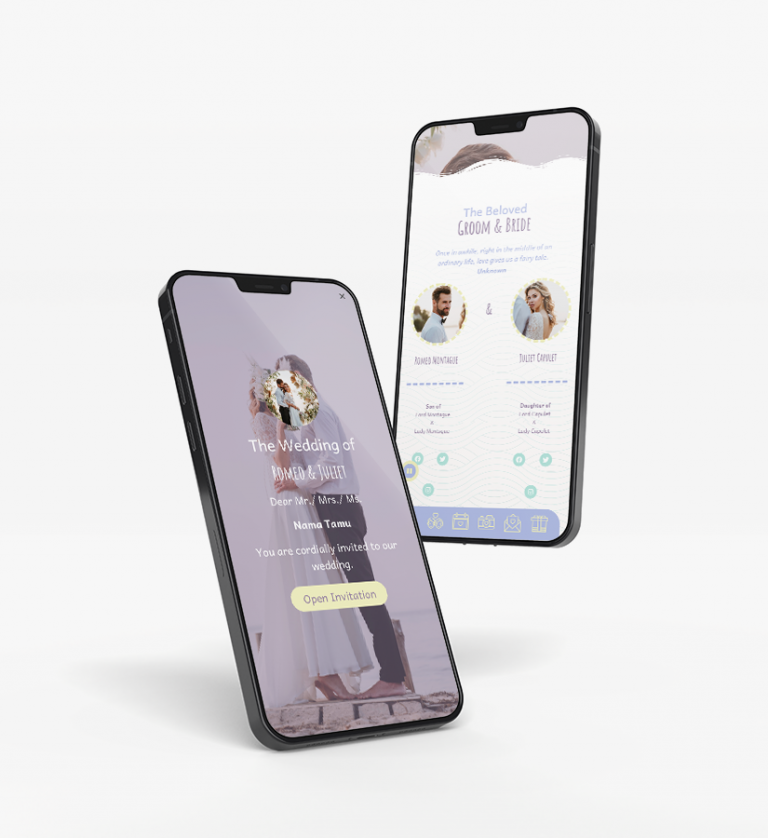 The Wedding of
Romeo & Juliet
Dear Mr./ Mrs./ Ms.
Nama Tamu
You are cordially invited to our
wedding.
Open Invitation
The Beloved
Groom & Bride
Once in awhile, right in the middle of an
ordinary life, love gives us a fairy tale.
Unknown
&
Romeo Montague
Juliet Capulet
Son of
Lord Montague
&
Lady Montague
Daughter of
Lord Capulet
&
Lady Capulet